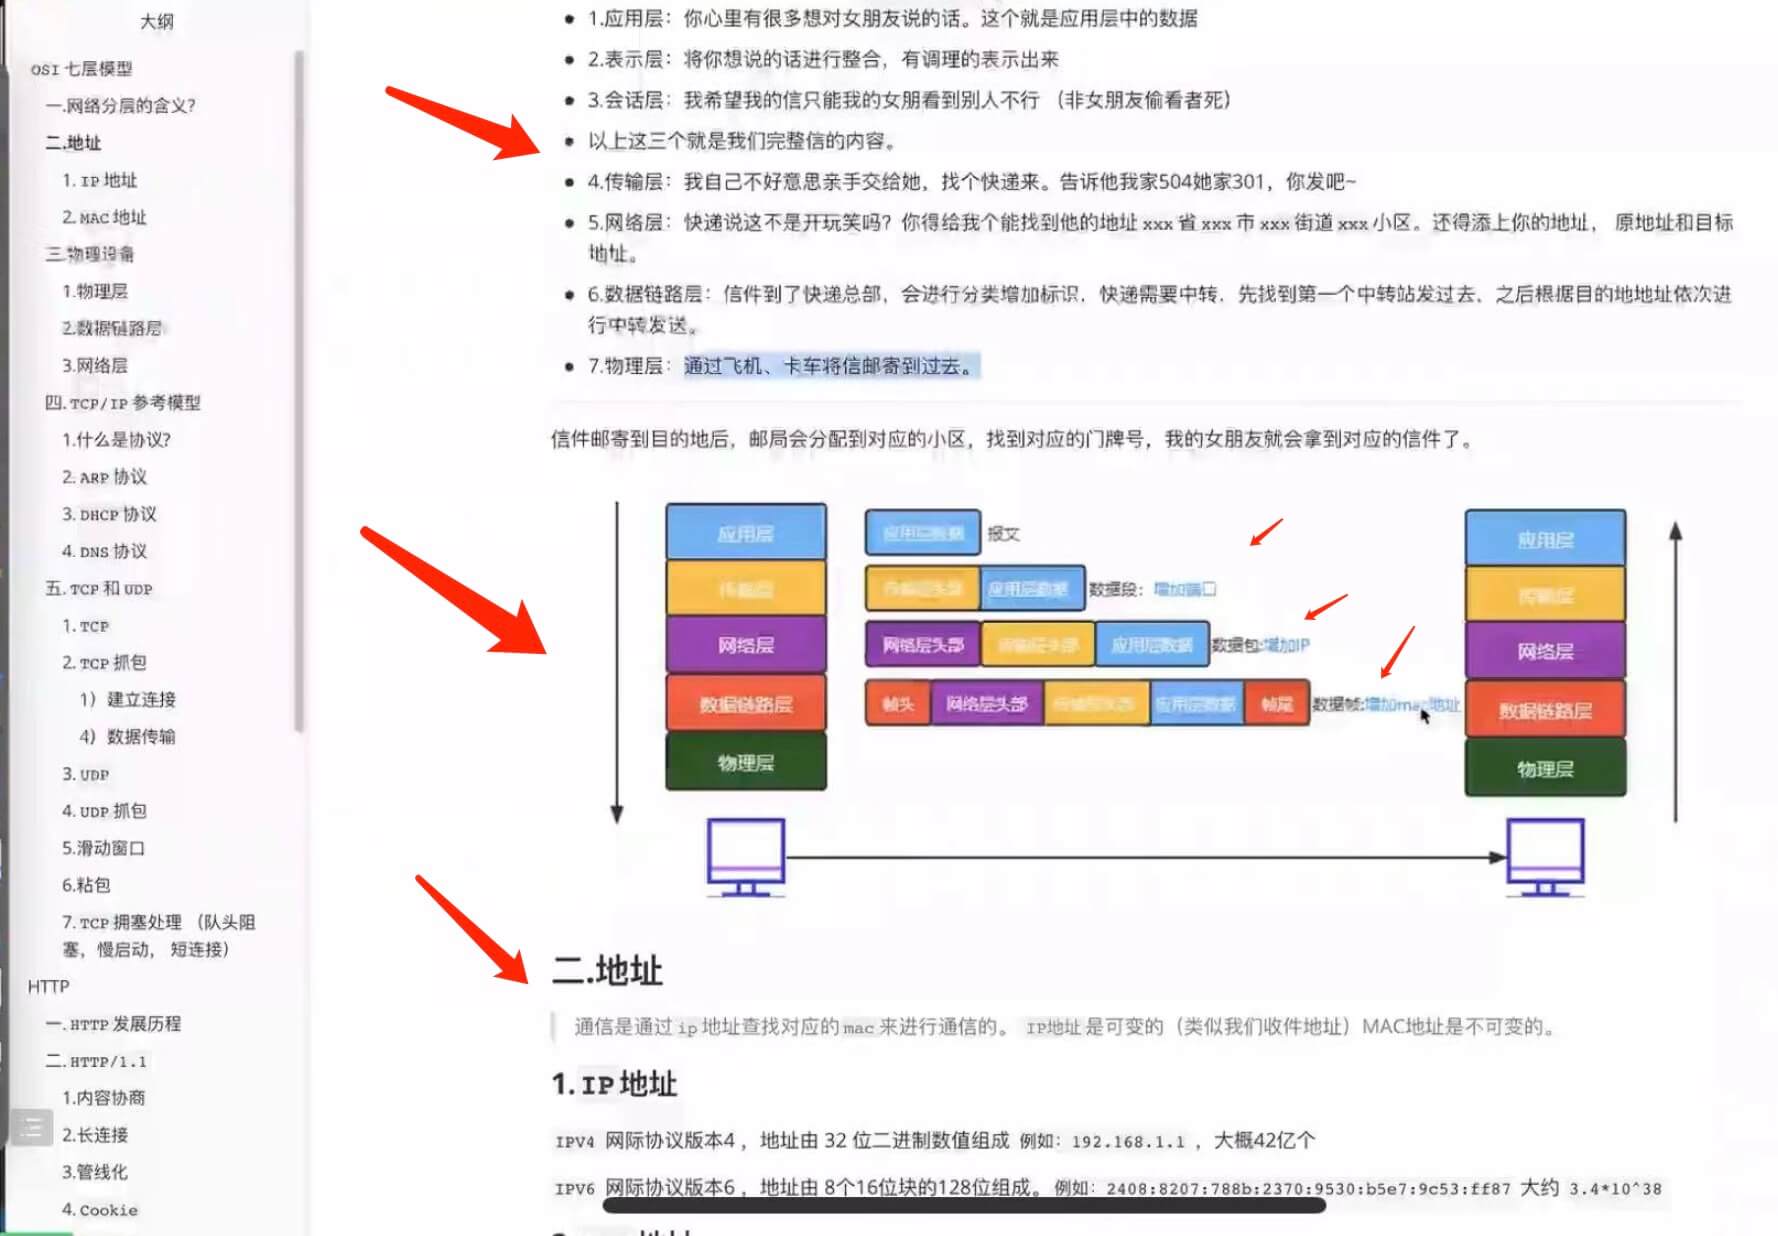 大纲
OSI 七层模型
一.网络分层的含义?
二.地址
1. IP 地址
2. MAC 地址
三.物理设备
1.物理层
2.数据链路层
3.网络层
四. TCP/IP 参考模型
1.什么是协议?
2. ARP 协议
3. DHCP 协议
4. DNS 协议
五. TCP 和 UDP
1. TCP
2. TCP 抓包
1）建立连接
4）数据传输
3. UDP
4. UDP 抓包
5.滑动窗口
6.粘包
7. TCP 拥塞处理 （队头阻
塞，慢启动， 短连接）
HTTP
一. HTTP 发展历程
二. HTTP/1.1
1.内容协商
2.长连接
3.管线化
4. Cookie
1.应用层：你心里有很多想对女朋友说的话。这个就是应用层中的数据
2.表示层：将你想说的话进行整合，有调理的表示出来
3.会话层：我希望我的信只能我的女朋看到别人不行 （非女朋友偷看者死）
以上这三个就是我们完整信的内容。
4.传输层：我自己不好意思亲手交给她，找个快递来。告诉他我家504她家301，你发吧~
5.网络层：快递说这不是开玩笑吗？你得给我个能找到他的地址 xxx 省 xxx 市 xxx 街道 xxx 小区。还得添上你的地址， 原地址和目标
地址。
6.数据链路层：信件到了快递总部，会进行分类增加标识，快递需要中转，先找到第一个中转站发过去，之后根据目的地地址依次进
行中转发送。
7.物理层：通过飞机、卡车将信邮寄到过去。
信件邮寄到目的地后，邮局会分配到对应的小区，找到对应的门牌号，我的女朋友就会拿到对应的信件了。
应用层
传输层
网络层
数据链路层
物理层
应用层数据 报文
传输层头部 应用层数据 数据段：增加端口
网络层头部 传输层头部 应用层数据 数据包:增加IP
帧头 网络层头部 传输层头部 应用层数据 帧尾 数据帧:增加mac地址
应用层
传输层
网络层
数据链路层
物理层
二.地址
通信是通过 ip 地址查找对应的 mac 来进行通信的。 IP地址 是可变的（类似我们收件地址）MAC地址是不可变的。
1. IP 地址
IPV4 网际协议版本4 ，地址由 32 位二进制数值组成 例如：192.168.1.1 ，大概42亿个
IPV6 网际协议版本6 ，地址由 8个16位块的128位组成。例如：2408:8207:788b:2370:9530:b5e7:9c53:ff87 大约 3.4*10^38